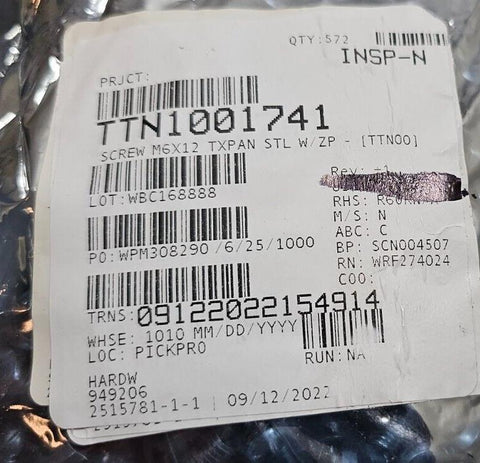 QTY:572
INSP-N
PRJCT:
TTN1001741
SCREW M6X12 TXPAN STL W/ZP - [TTN00]
Rev:
LOT:WBC168888
RHS:
M/S: N
ABC: C
PO:WPM308290 /6/25/1000
BP: SCN004507
RN: WRF274024
COO:
TRNS:09122022154914
WHSE: 1010 MM/DD/YYYY
LOC: PICKPRO
RUN: NA
HARDW
949206
2515781-1-1 | 09/12/2022